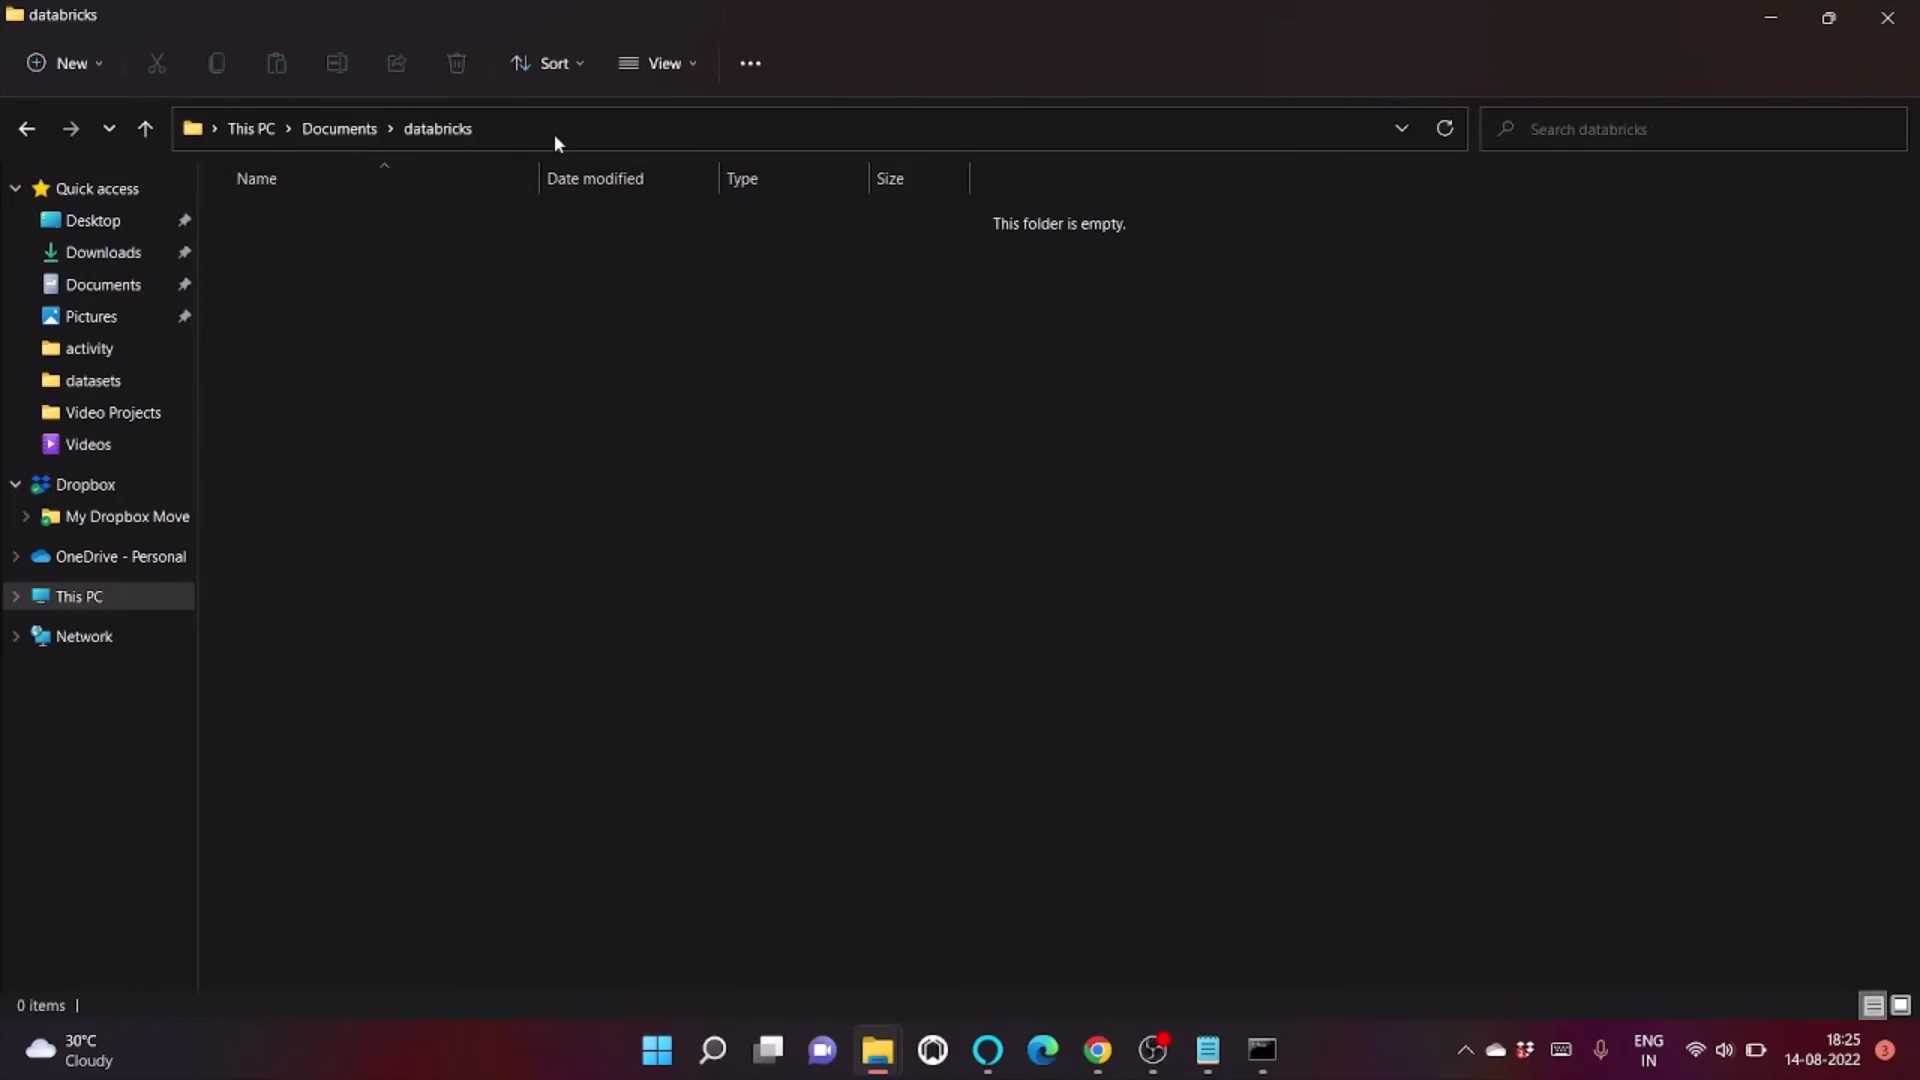 databricks
New
Sort
View
This PC
Documents
databricks
Search databricks
Name
Date modified
Type
Size
This folder is empty.
Quick access
Desktop
Downloads
Documents
Pictures
activity
datasets
Video Projects
Videos
Dropbox
My Dropbox Move
OneDrive - Personal
This PC
Network
0 items
30°C
Cloudy
ENG
IN
18:25
14-08-2022
3